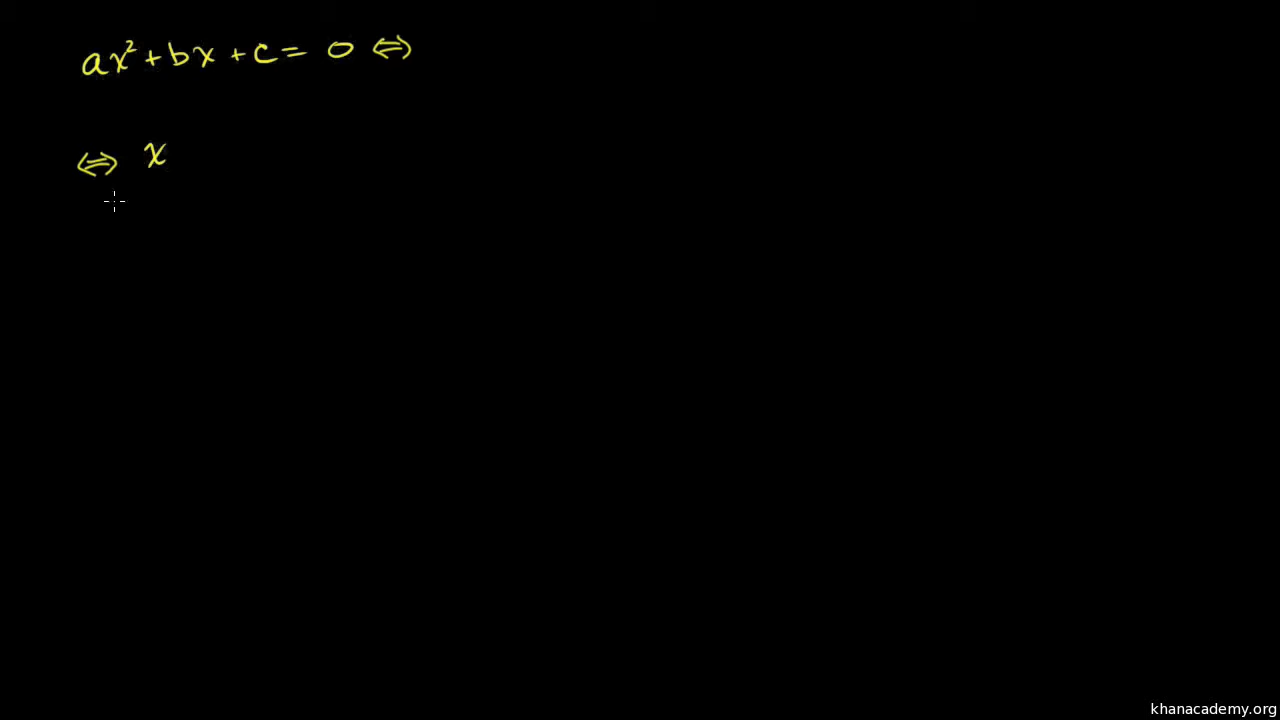 ax² + bx + c = 0 ⇔
⇔ x
khanacademy.org